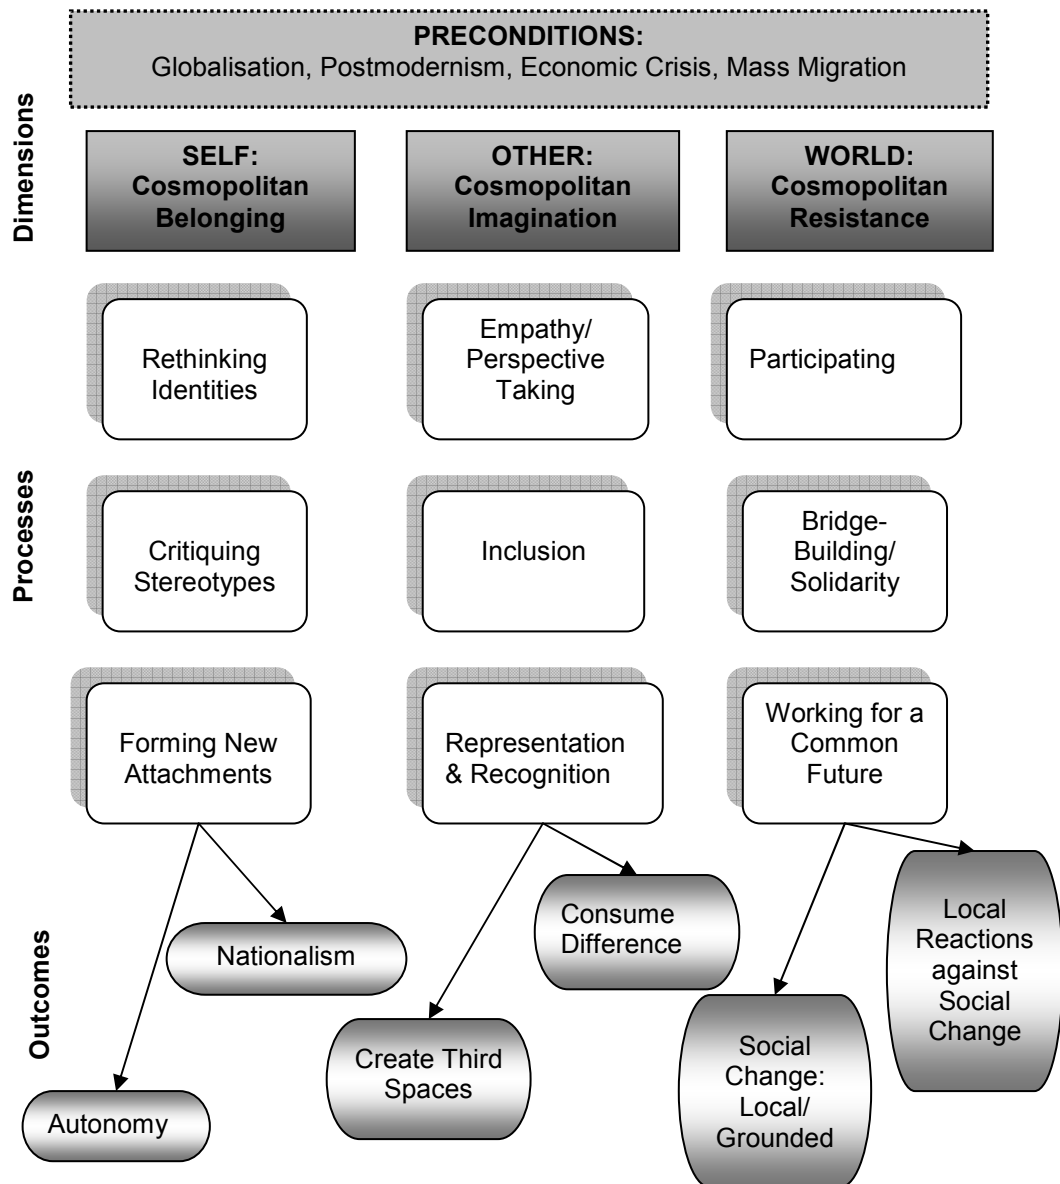 PRECONDITIONS:
Globalisation, Postmodernism, Economic Crisis, Mass Migration
Dimensions
SELF:
Cosmopolitan
Belonging
OTHER:
Cosmopolitan
Imagination
WORLD:
Cosmopolitan
Resistance
Processes
Rethinking
Identities
Empathy/
Perspective
Taking
Participating
Critiquing
Stereotypes
Inclusion
Bridge-
Building/
Solidarity
Forming New
Attachments
Representation
& Recognition
Working for a
Common
Future
Outcomes
Autonomy
Nationalism
Create Third
Spaces
Consume
Difference
Social
Change:
Local/
Grounded
Local
Reactions
against
Social
Change